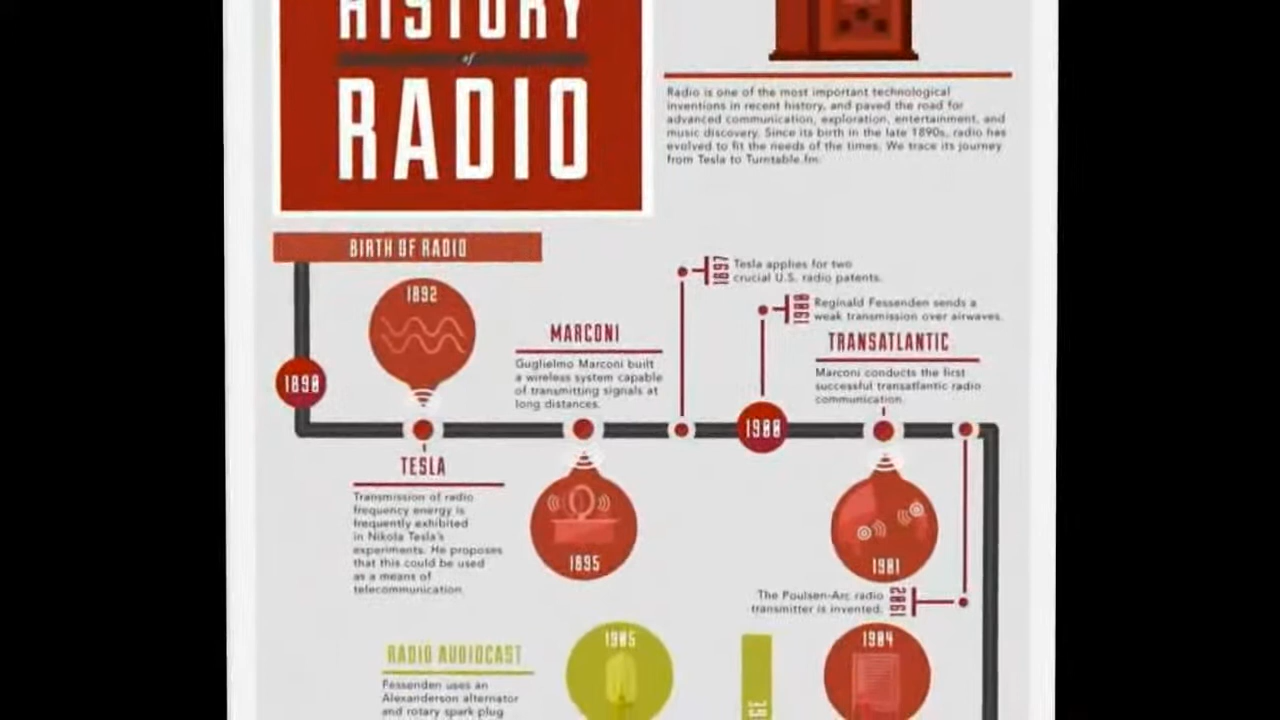 HISTORY
of
RADIO
Radio is one of the most important technological
inventions in recent history, and paved the road for
advanced communication, exploration, entertainment, and
music discovery. Since its birth in the late 1890s, radio has
evolved to fit the needs of the times. We trace its journey
from Tesla to Turntable.fm.
BIRTH OF RADIO
1890
1892
TESLA
Transmission of radio
frequency energy is
frequently exhibited
in Nikola Tesla's
experiments. He proposes
that this could be used
as a means of
telecommunication.
MARCONI
Guglielmo Marconi built
a wireless system capable
of transmitting signals at
long distances.
1895
1897
Tesla applies for two
crucial U.S. radio patents.
1900
Reginald Fessenden sends a
weak transmission over airwaves.
1900
TRANSATLANTIC
Marconi conducts the first
successful transatlantic radio
communication.
1901
1902
The Poulsen-Arc radio
transmitter is invented.
1904
1905
RADIO AUDIOCAST
Fessenden uses an
Alexanderson alternator
and rotary spark plug